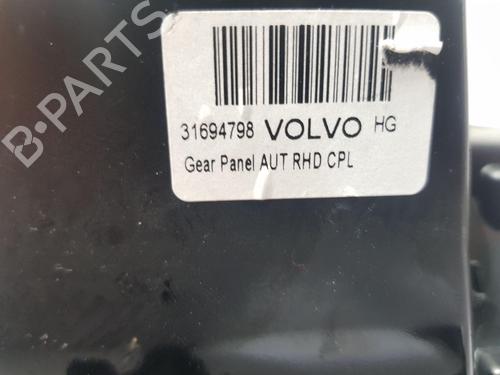 B-PARTS
31694798 VOLVO HG
Gear Panel AUT RHD CPL